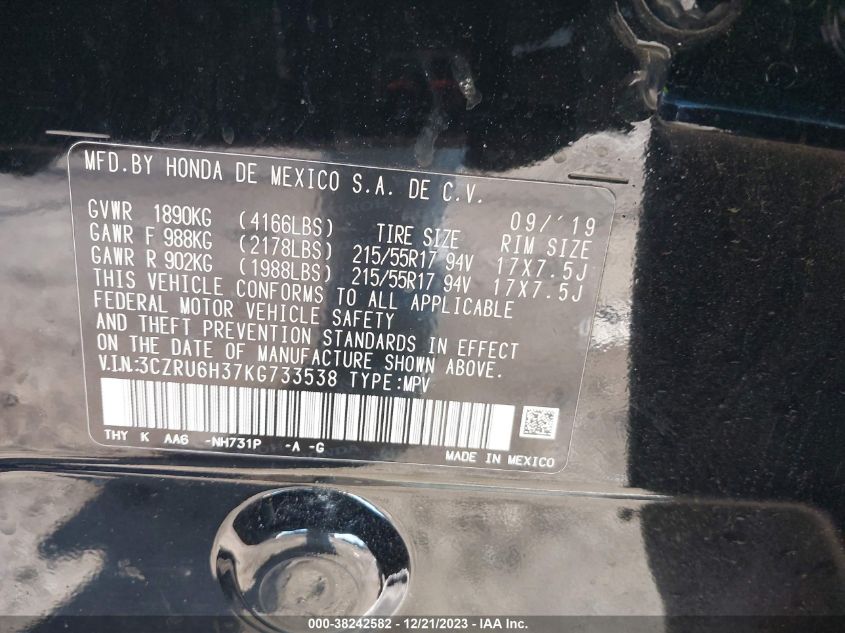 MFD.BY HONDA DE MEXICO S.A. DE C.V.
09/'19
GVWR 1890KG (4166LBS) TIRE SIZE RIM SIZE
GAWR F 988KG (2178LBS) 215/55R17 94V 17X7.5J
GAWR R 902KG (1988LBS) 215/55R17 94V 17X7.5J
THIS VEHICLE CONFORMS TO ALL APPLICABLE
FEDERAL MOTOR VEHICLE SAFETY
AND THEFT PREVENTION STANDARDS IN EFFECT
ON THE DATE OF MANUFACTURE SHOWN ABOVE.
V.I.N.:3CZRU6H37KG733538 TYPE:MPV
THY K AA6 -NH731P -A -G
MADE IN MEXICO
000-38242582 - 12/21/2023 - IAA Inc.